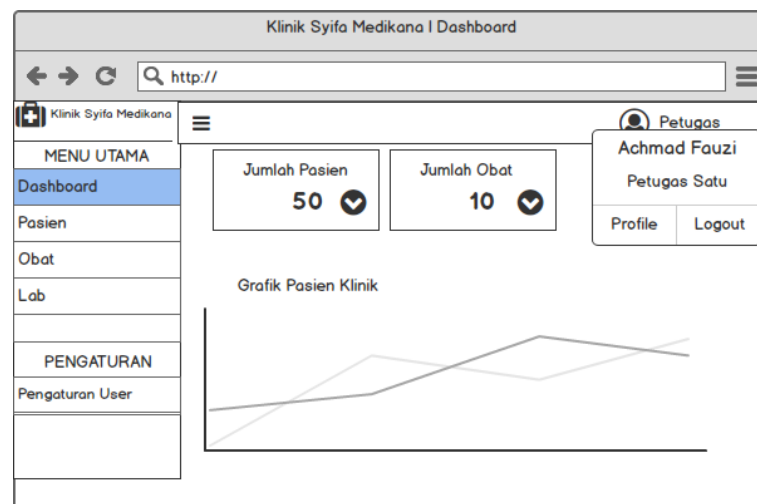 Klinik Syifa Medikana | Dashboard
http://
Klinik Syifa Medikana
Petugas
Achmad Fauzi
Petugas Satu
Profile Logout
MENU UTAMA
Dashboard
Pasien
Obat
Lab
PENGATURAN
Pengaturan User
Jumlah Pasien
50
Jumlah Obat
10
Grafik Pasien Klinik